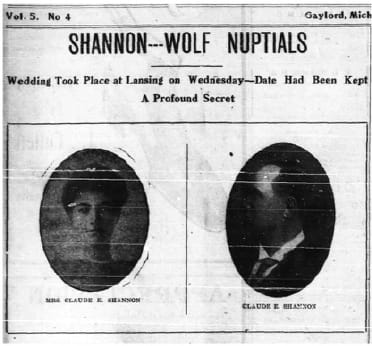 Vol. 5. No 4
Gaylord, Mich
SHANNON---WOLF NUPTIALS
Wedding Took Place at Lansing on Wednesday—Date Had Been Kept
A Profound Secret
MRS CLAUDE E. SHANNON
CLAUDE E. SHANNON